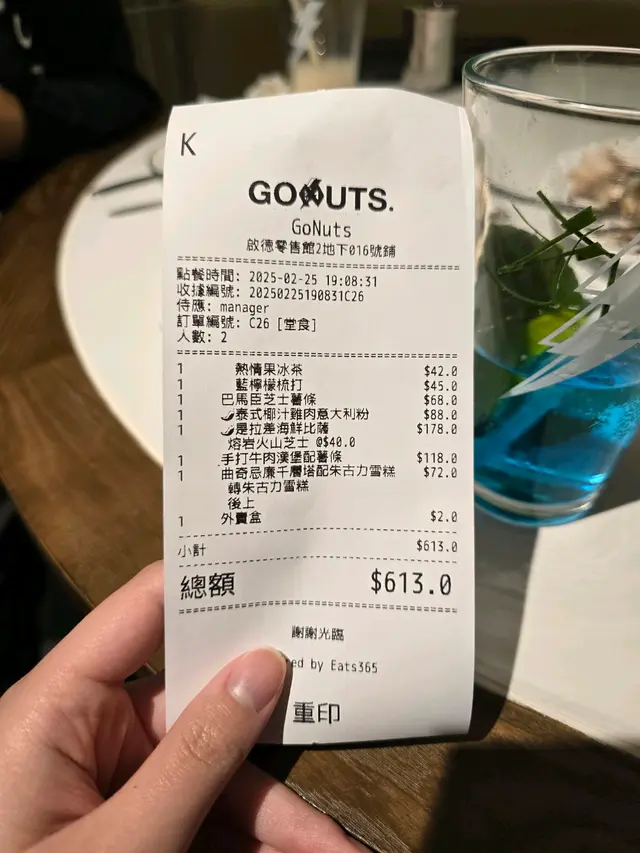 K
GONUTS.
GoNuts
啟德零售館2地下016號鋪
點餐時間: 2025-02-25 19:08:31
收據編號: 20250225190831C26
侍應: manager
訂單編號: C26 [堂食]
人數: 2
1 熱情果冰茶 $42.0
1 藍檸檬梳打 $45.0
1 巴馬臣芝士薯條 $68.0
1 🌶泰式椰汁雞肉意大利粉 $88.0
1 🌶是拉差海鮮比薩 $178.0
熔岩火山芝士 @$40.0
1 手打牛肉漢堡配薯條 $118.0
1 曲奇忌廉千層塔配朱古力雪糕 $72.0
轉朱古力雪糕
後上
1 外賣盒 $2.0
小計 $613.0
總額 $613.0
謝謝光臨
ed by Eats365
重印